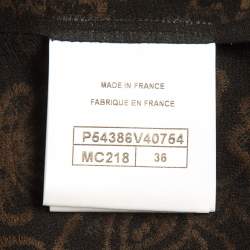 MADE IN FRANCE
FABRIQUE EN FRANCE
P54386V40754
MC218 36